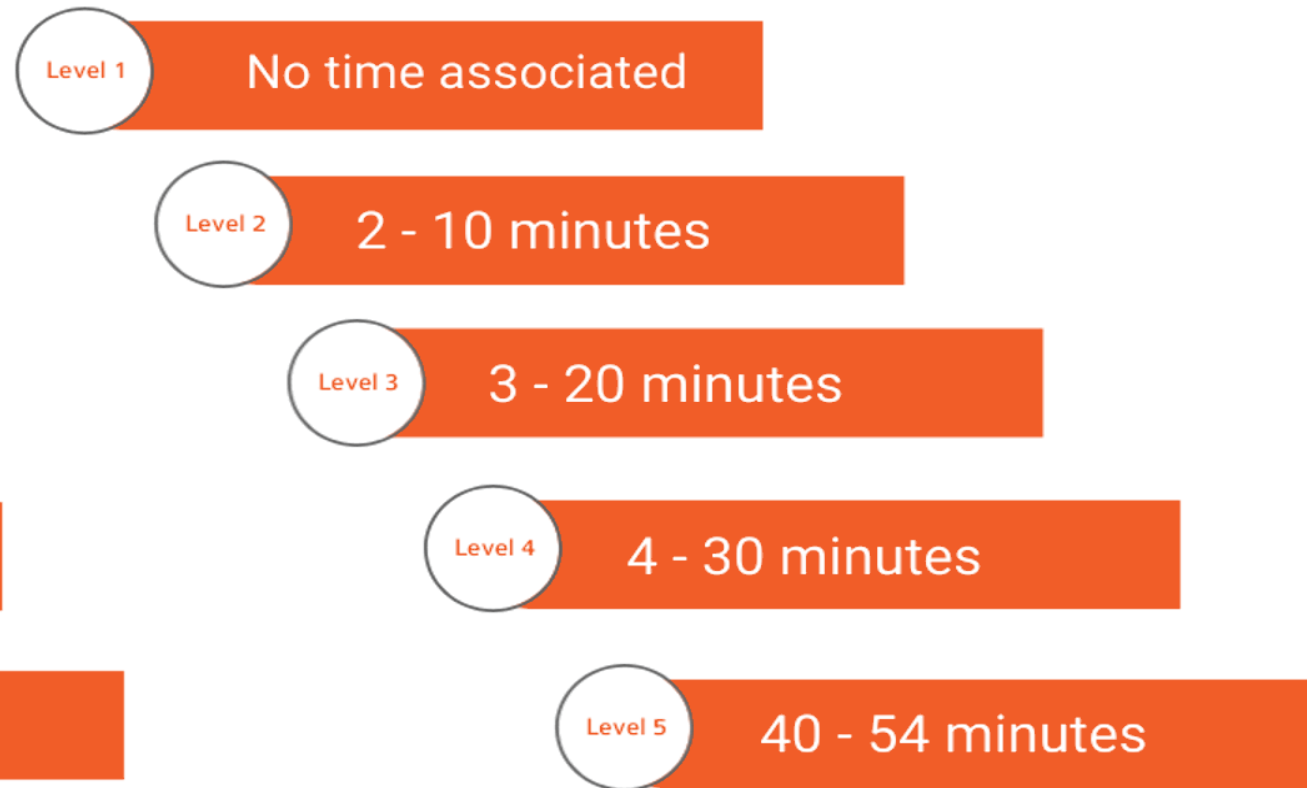 Level 1
No time associated
Level 2
2 - 10 minutes
Level 3
3 - 20 minutes
Level 4
4 - 30 minutes
Level 5
40 - 54 minutes